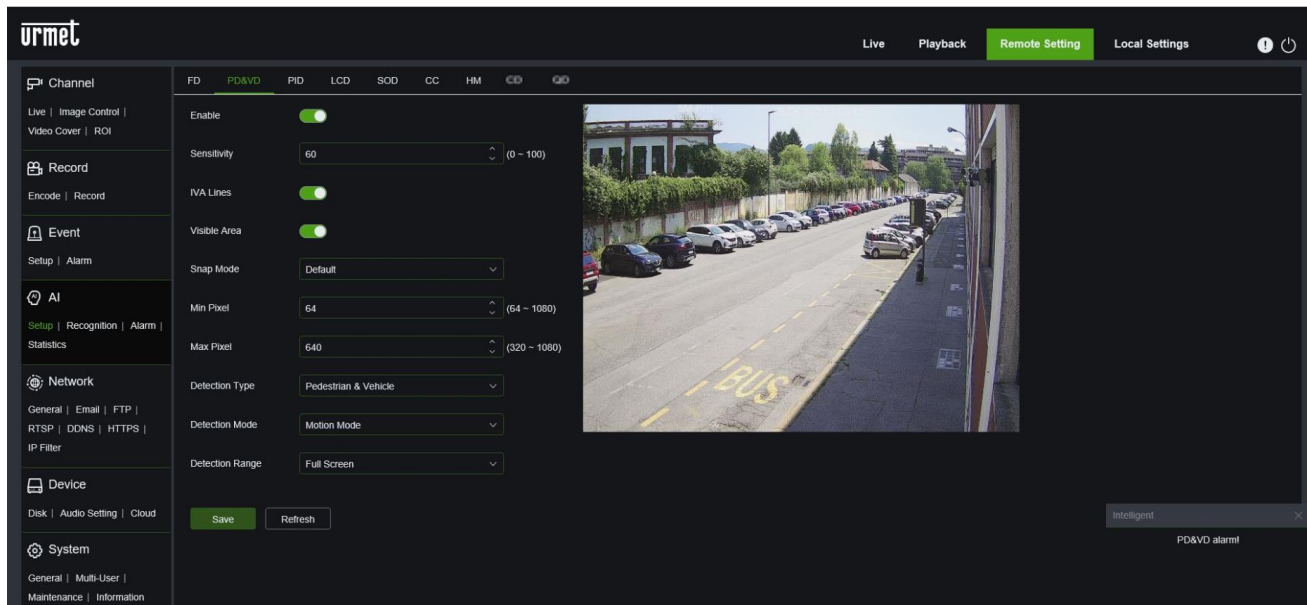 urmet
Live Playback Remote Setting Local Settings
Channel
Live | Image Control |
Video Cover | ROI
Record
Encode | Record
Event
Setup | Alarm
AI
Setup | Recognition | Alarm |
Statistics
Network
General | Email | FTP |
RTSP | DDNS | HTTPS |
IP Filter
Device
Disk | Audio Setting | Cloud
System
General | Multi-User |
Maintenance | Information
FD PD&VD PID LCD SOD CC HM CD QD
Enable
Sensitivity 60 (0 ~ 100)
IVA Lines
Visible Area
Snap Mode Default
Min Pixel 64 (64 ~ 1080)
Max Pixel 640 (320 ~ 1080)
Detection Type Pedestrian & Vehicle
Detection Mode Motion Mode
Detection Range Full Screen
Save Refresh
BUS
Intelligent
PD&VD alarm!